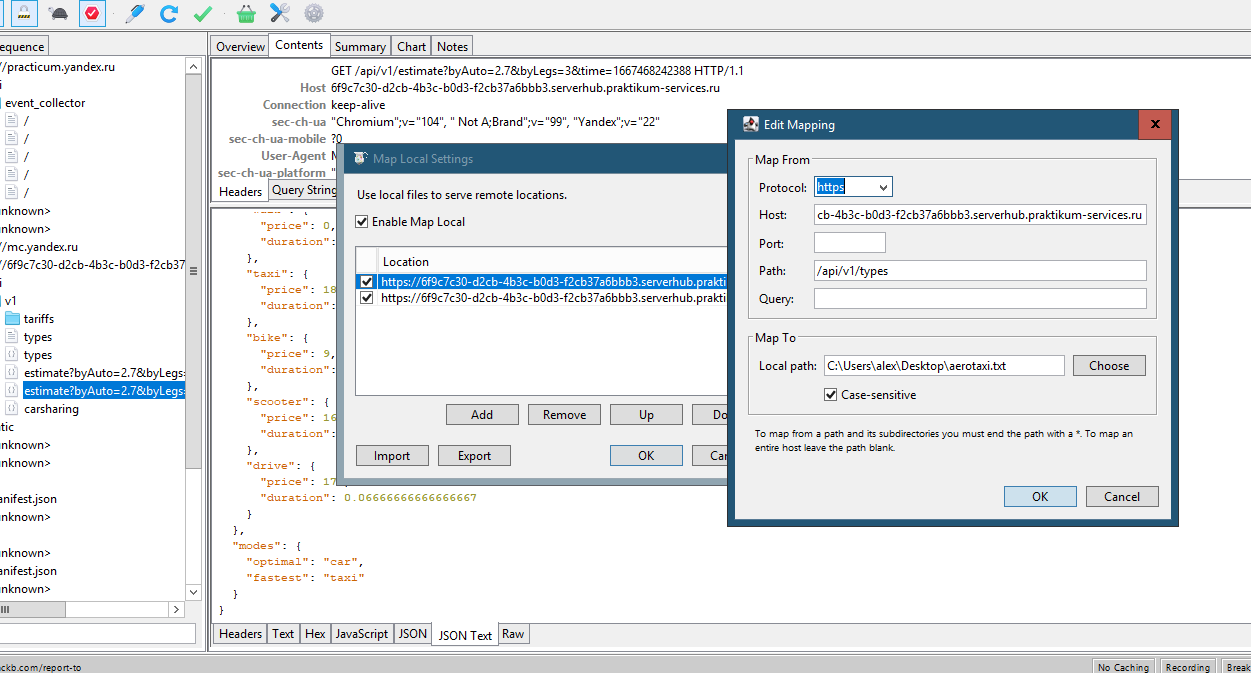 equence
Overview Contents Summary Chart Notes
//practicum.yandex.ru
i
event_collector
/
/
/
/
/
unknown>
unknown>
//mc.yandex.ru
//6f9c7c30-d2cb-4b3c-b0d3-f2cb37
i
v1
tariffs
types
types
estimate?byAuto=2.7&byLegs=
estimate?byAuto=2.7&byLegs=
carsharing
tic
unknown>
unknown>
anifest.json
unknown>
unknown>
anifest.json
unknown>
ackb.com/report-to
GET /api/v1/estimate?byAuto=2.7&byLegs=3&time=1667468242388 HTTP/1.1
Host 6f9c7c30-d2cb-4b3c-b0d3-f2cb37a6bbb3.serverhub.praktikum-services.ru
Connection keep-alive
sec-ch-ua "Chromium";v="104", " Not A;Brand";v="99", "Yandex";v="22"
sec-ch-ua-mobile ?0
User-Agent
sec-ch-ua-platform "
Headers Query String
"price": 0,
"duration":
},
"taxi": {
"price": 18
"duration":
},
"bike": {
"price": 9,
"duration":
},
"scooter": {
"price": 16
"duration":
},
"drive": {
"price": 17
"duration": 0.06666666666666667
}
},
"modes": {
"optimal": "car",
"fastest": "taxi"
}
}
Headers Text Hex JavaScript JSON JSON Text Raw
Map Local Settings
Use local files to serve remote locations.
Enable Map Local
Location
https://6f9c7c30-d2cb-4b3c-b0d3-f2cb37a6bbb3.serverhub.prakti
https://6f9c7c30-d2cb-4b3c-b0d3-f2cb37a6bbb3.serverhub.prakti
Add Remove Up Do
Import Export OK Can
Edit Mapping
Map From
Protocol: https
Host: cb-4b3c-b0d3-f2cb37a6bbb3.serverhub.praktikum-services.ru
Port:
Path: /api/v1/types
Query:
Map To
Local path: C:\Users\alex\Desktop\aerotaxi.txt Choose
Case-sensitive
To map from a path and its subdirectories you must end the path with a *. To map an
entire host leave the path blank.
OK Cancel
No Caching Recording Break